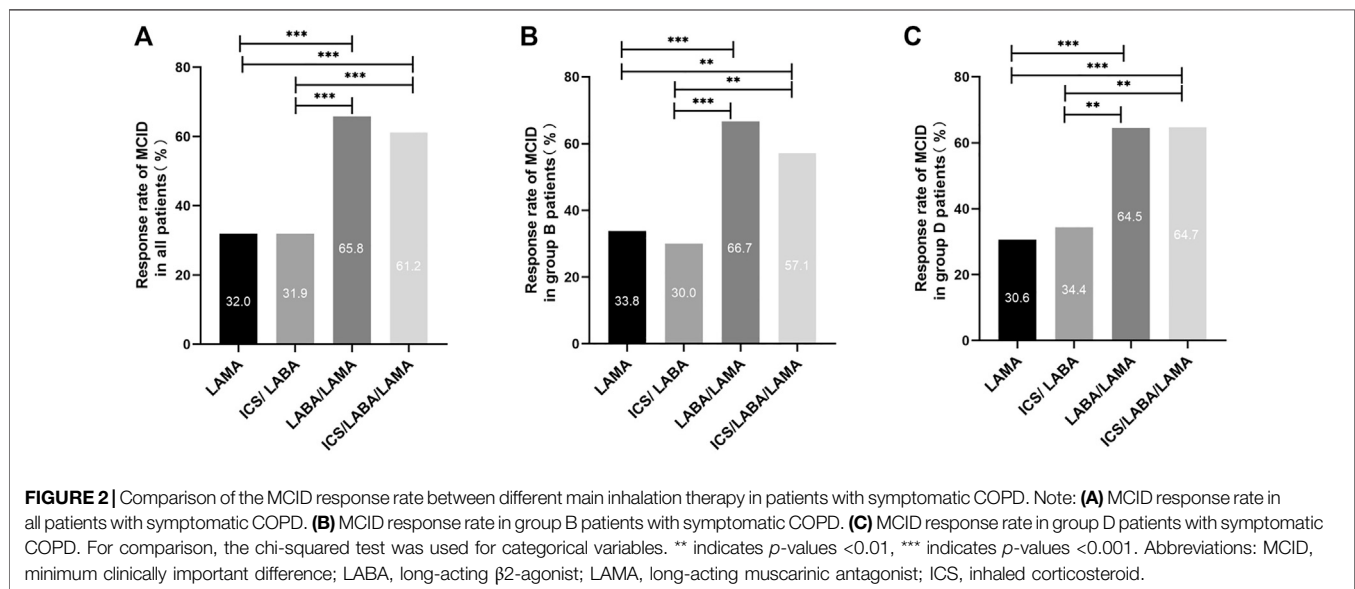 A
***
***
***
***
Response rate of MCID
in all patients ( % )
80
60
40
20
0
32.0
31.9
65.8
61.2
LAMA
ICS/ LABA
LABA/LAMA
ICS/LABA/LAMA
B
***
**
**
***
Response rate of MCID
in group B patients ( % )
80
60
40
20
0
33.8
30.0
66.7
57.1
LAMA
ICS/ LABA
LABA/LAMA
ICS/LABA/LAMA
C
***
***
**
**
Response rate of MCID
in group D patients ( % )
80
60
40
20
0
30.6
34.4
64.5
64.7
LAMA
ICS/ LABA
LABA/LAMA
ICS/LABA/LAMA
FIGURE 2 | Comparison of the MCID response rate between different main inhalation therapy in patients with symptomatic COPD. Note: (A) MCID response rate in
all patients with symptomatic COPD. (B) MCID response rate in group B patients with symptomatic COPD. (C) MCID response rate in group D patients with symptomatic
COPD. For comparison, the chi-squared test was used for categorical variables. ** indicates p-values <0.01, *** indicates p-values <0.001. Abbreviations: MCID,
minimum clinically important difference; LABA, long-acting β2-agonist; LAMA, long-acting muscarinic antagonist; ICS, inhaled corticosteroid.